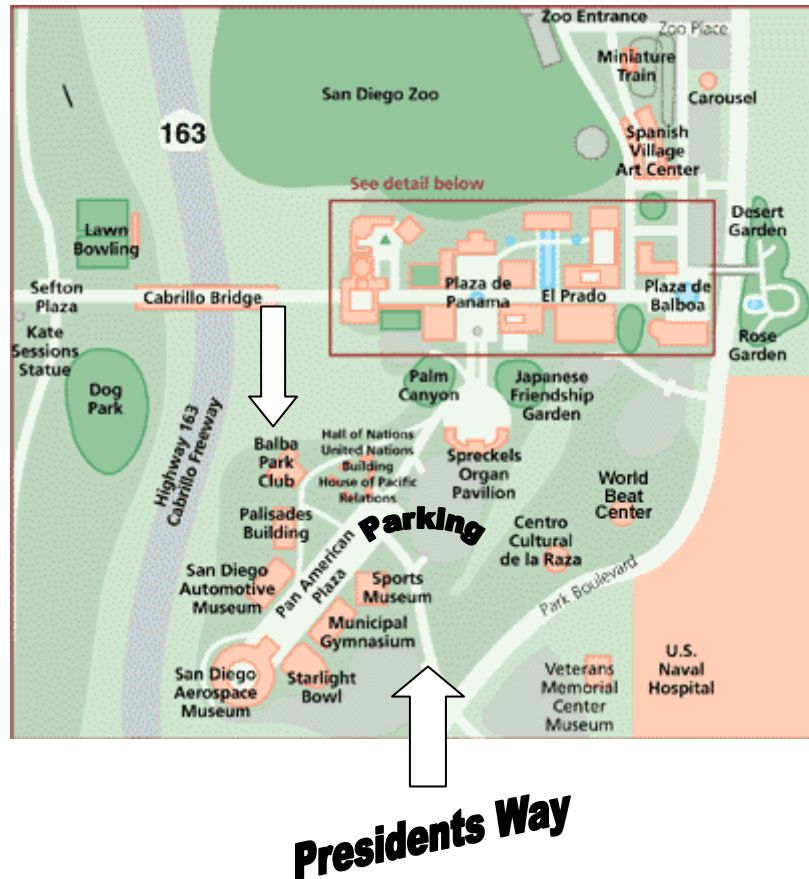 Zoo Entrance
Zoo Place
Miniature
Train
San Diego Zoo
Carousel
163
Spanish
Village
Art Center
See detail below
Desert
Garden
Lawn
Bowling
Sefton
Plaza
Cabrillo Bridge
Plaza de
Panama
El Prado
Plaza de
Balboa
Kate
Sessions
Statue
Rose
Garden
Dog
Park
Palm
Canyon
Japanese
Friendship
Garden
Highway 163
Cabrillo Freeway
Balba
Park
Club
Hall of Nations
United Nations
Building
House of Pacific
Relations
Spreckels
Organ
Pavilion
World
Beat
Center
Palisades
Building
Parking
Centro
Cultural
de la Raza
Pan American
Plaza
San Diego
Automotive
Museum
Sports
Museum
Park Boulevard
Municipal
Gymnasium
San Diego
Aerospace
Museum
Starlight
Bowl
Veterans
Memorial
Center
Museum
U.S.
Naval
Hospital
Presidents Way